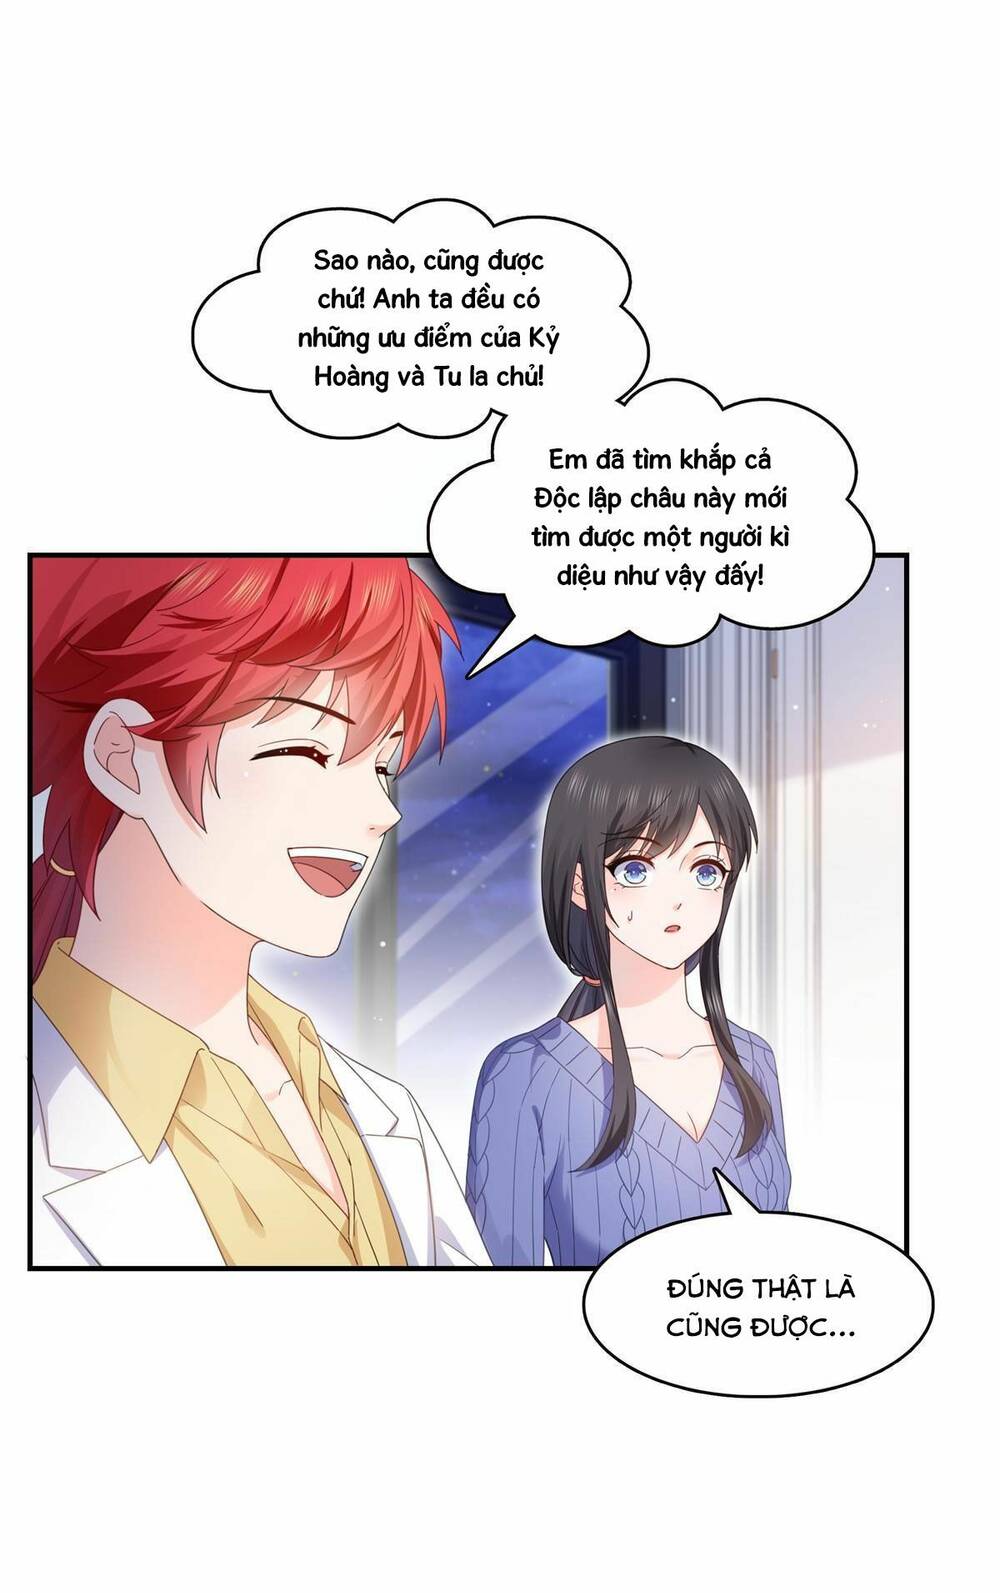 Sao nào, cũng được
chứ! Anh ta đều có
những ưu điểm của Kỷ
Hoàng và Tu la chủ!
Em đã tìm khắp cả
Độc lập châu này mới
tìm được một người kì
diệu như vậy đấy!
ĐÚNG THẬT LÀ
CŨNG ĐƯỢC...